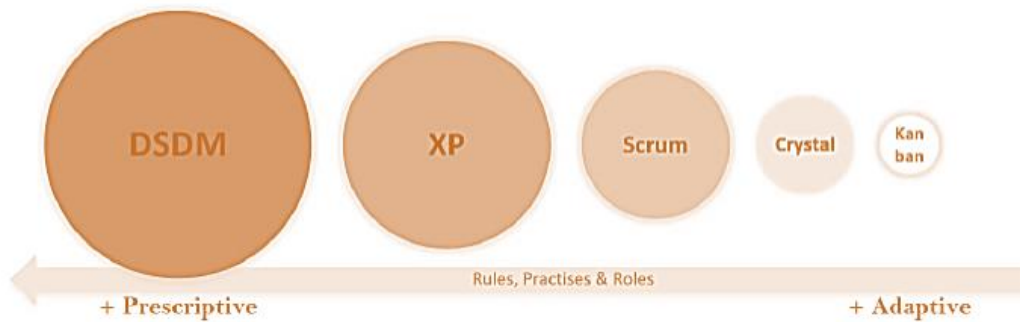 DSDM
XP
Scrum
Crystal
Kan
ban
Rules, Practises & Roles
+ Prescriptive
+ Adaptive